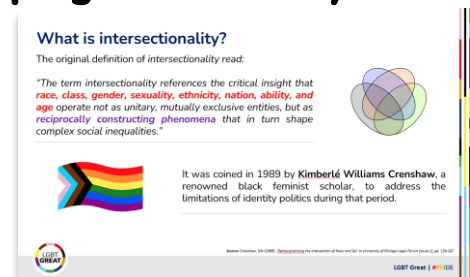 What is intersectionality?
The original definition of intersectionality read:
"The term intersectionality references the critical insight that
race, class, gender, sexuality, ethnicity, nation, ability, and
age operate not as unitary, mutually exclusive entities, but as
reciprocally constructing phenomena that in turn shape
complex social inequalities."
It was coined in 1989 by Kimberlé Williams Crenshaw, a
renowned black feminist scholar, to address the
limitations of identity politics during that period.
LGBT
GREAT
LGBT Great | #PRIDE